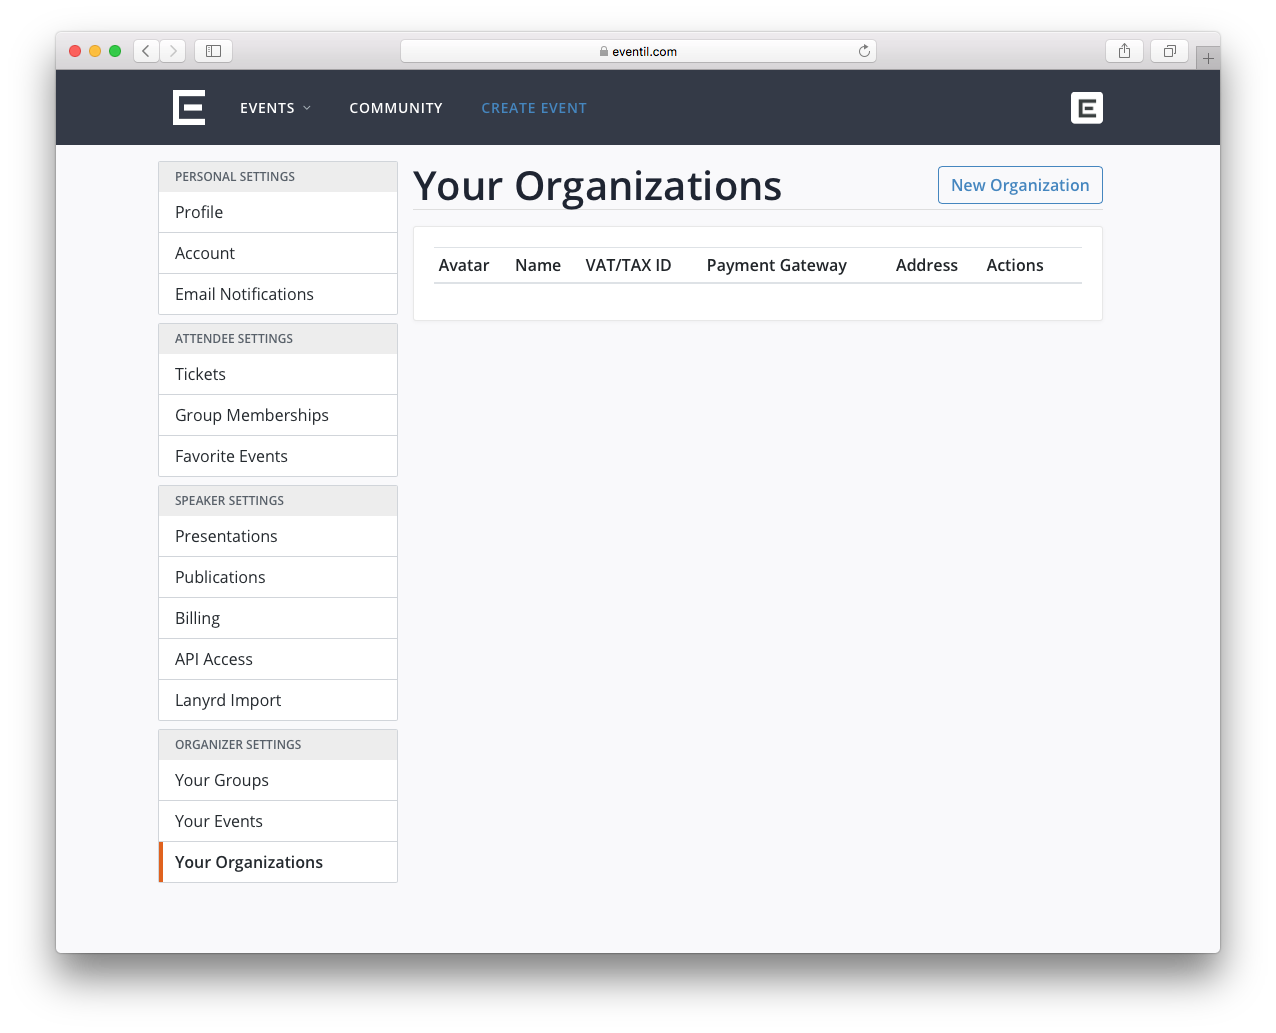 eventil.com
EVENTS
COMMUNITY
CREATE EVENT
PERSONAL SETTINGS
Profile
Account
Email Notifications
ATTENDEE SETTINGS
Tickets
Group Memberships
Favorite Events
SPEAKER SETTINGS
Presentations
Publications
Billing
API Access
Lanyrd Import
ORGANIZER SETTINGS
Your Groups
Your Events
Your Organizations
Your Organizations
New Organization
Avatar Name VAT/TAX ID Payment Gateway Address Actions